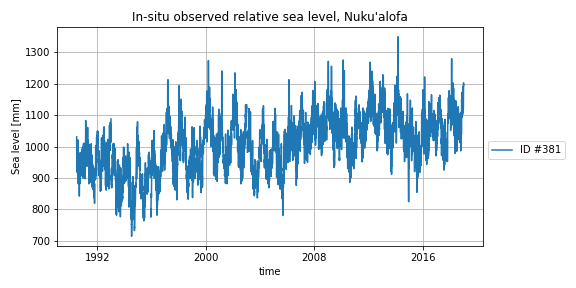 In-situ observed relative sea level, Nuku'alofa
Sea level [mm]
1300
1200
1100
1000
900
800
700
1992
2000
2008
2016
time
ID #381